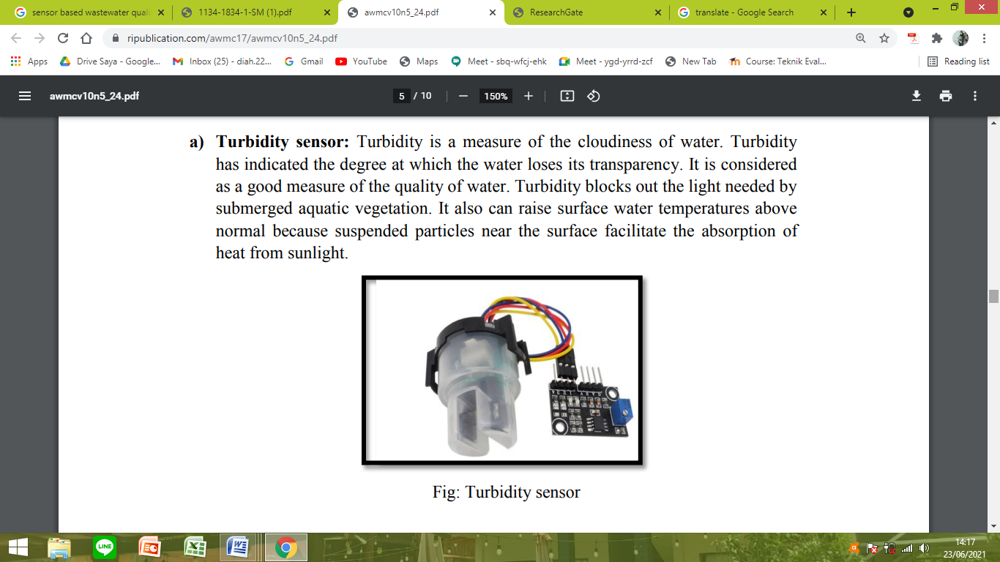 sensor based wastewater quali
1134-1834-1-SM (1).pdf
awmcv10n5_24.pdf
ResearchGate
translate - Google Search
ripublication.com/awmc17/awmcv10n5_24.pdf
Apps
Drive Saya - Google...
Inbox (25) - diah.22...
Gmail
YouTube
Maps
Meet - sbq-wfcj-ehk
Meet - ygd-yrrd-zcf
New Tab
Course: Teknik Eval...
Reading list
awmcv10n5_24.pdf
5 / 10
150%
a) Turbidity sensor: Turbidity is a measure of the cloudiness of water. Turbidity
has indicated the degree at which the water loses its transparency. It is considered
as a good measure of the quality of water. Turbidity blocks out the light needed by
submerged aquatic vegetation. It also can raise surface water temperatures above
normal because suspended particles near the surface facilitate the absorption of
heat from sunlight.
Fig: Turbidity sensor
LINE
14:17
23/06/2021